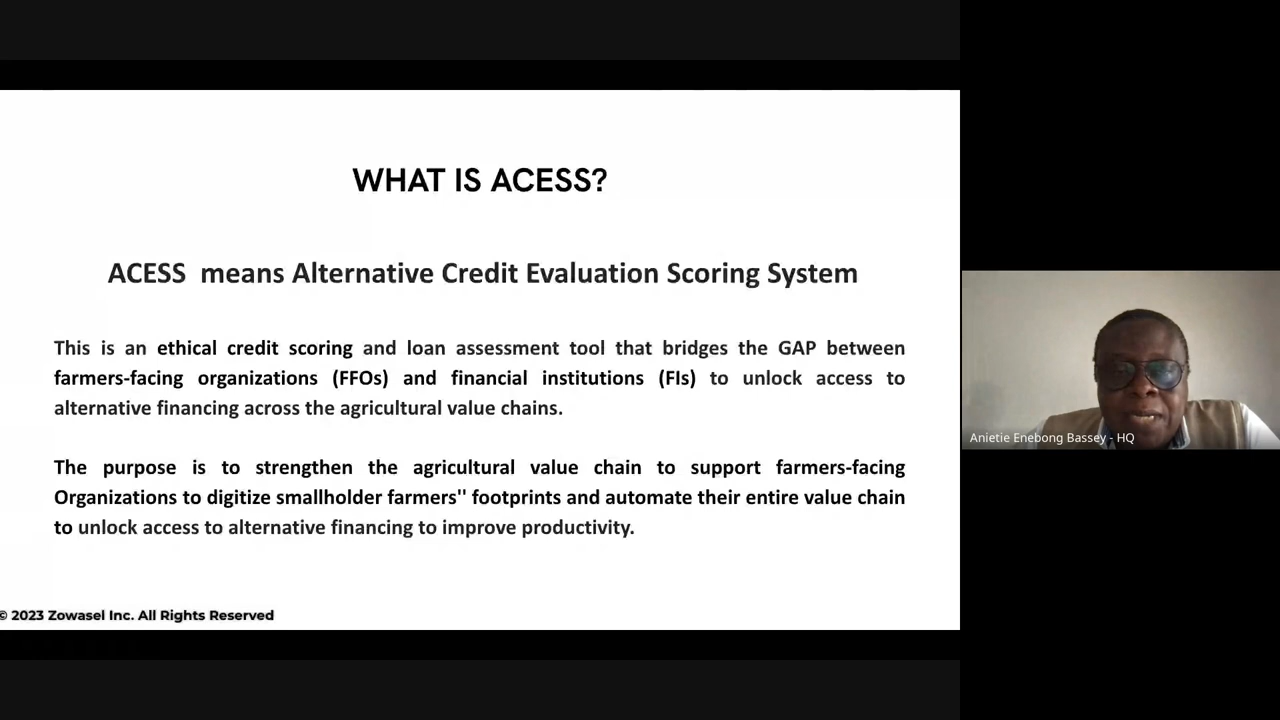 WHAT IS ACESS?
ACESS means Alternative Credit Evaluation Scoring System
This is an ethical credit scoring and loan assessment tool that bridges the GAP between
farmers-facing organizations (FFOs) and financial institutions (FIs) to unlock access to
alternative financing across the agricultural value chains.
The purpose is to strengthen the agricultural value chain to support farmers-facing
Organizations to digitize smallholder farmers'' footprints and automate their entire value chain
to unlock access to alternative financing to improve productivity.
© 2023 Zowasel Inc. All Rights Reserved
Anietie Enebong Bassey - HQ